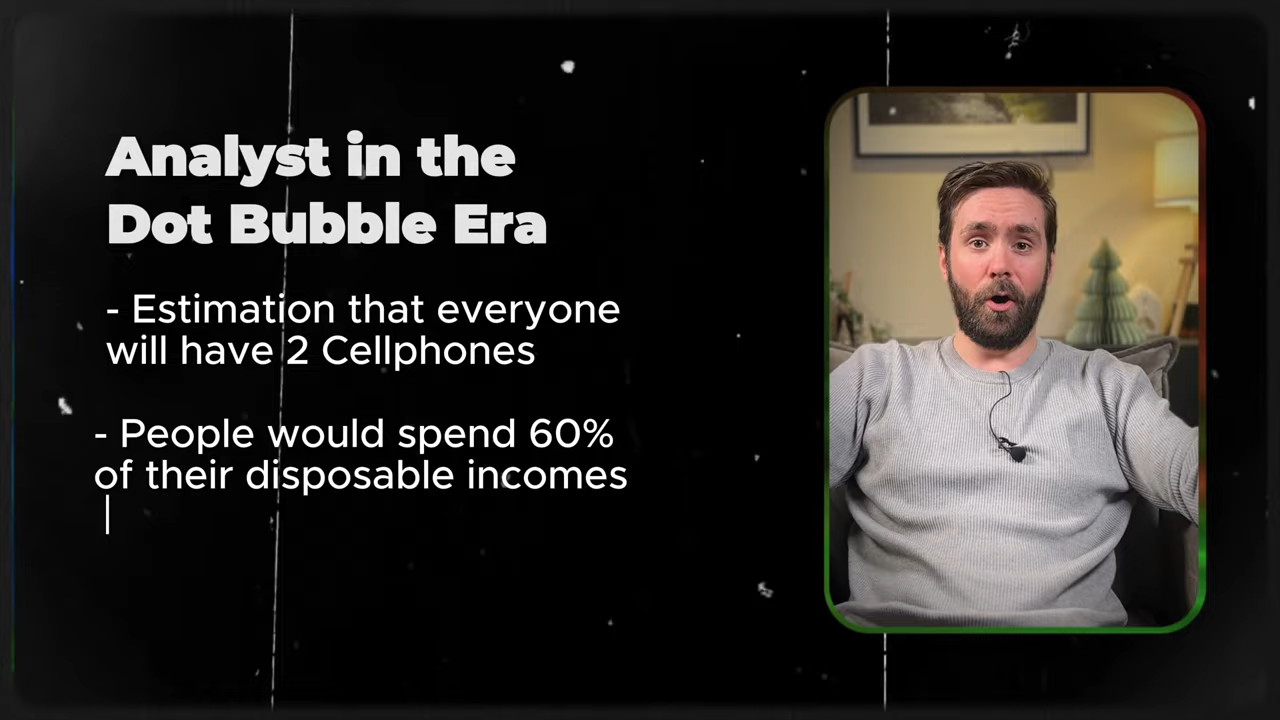 Analyst in the
Dot Bubble Era
- Estimation that everyone
will have 2 Cellphones
- People would spend 60%
of their disposable incomes